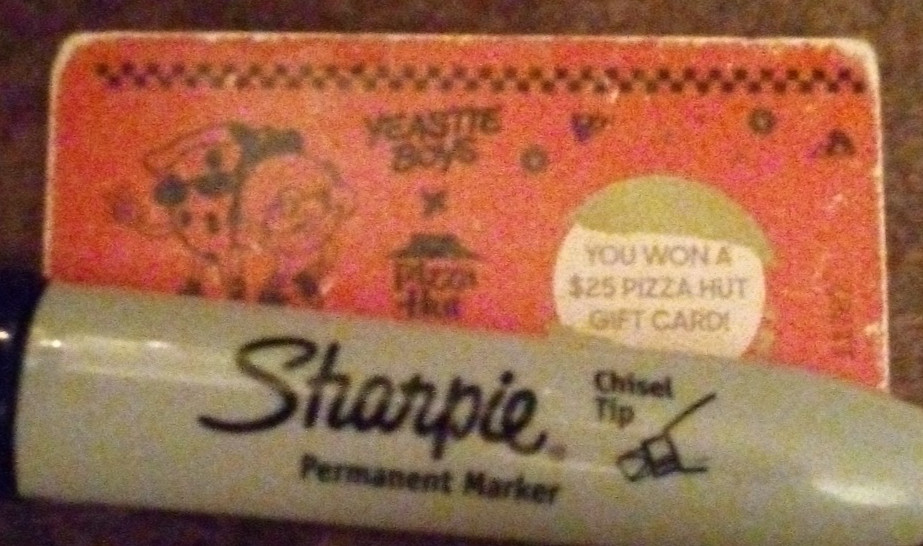 YEASTIE
BOYS
x
Pizza
Hut
YOU WON A
$25 PIZZA HUT
GIFT CARD!
Sharpie®
Chisel
Tip
Permanent Marker